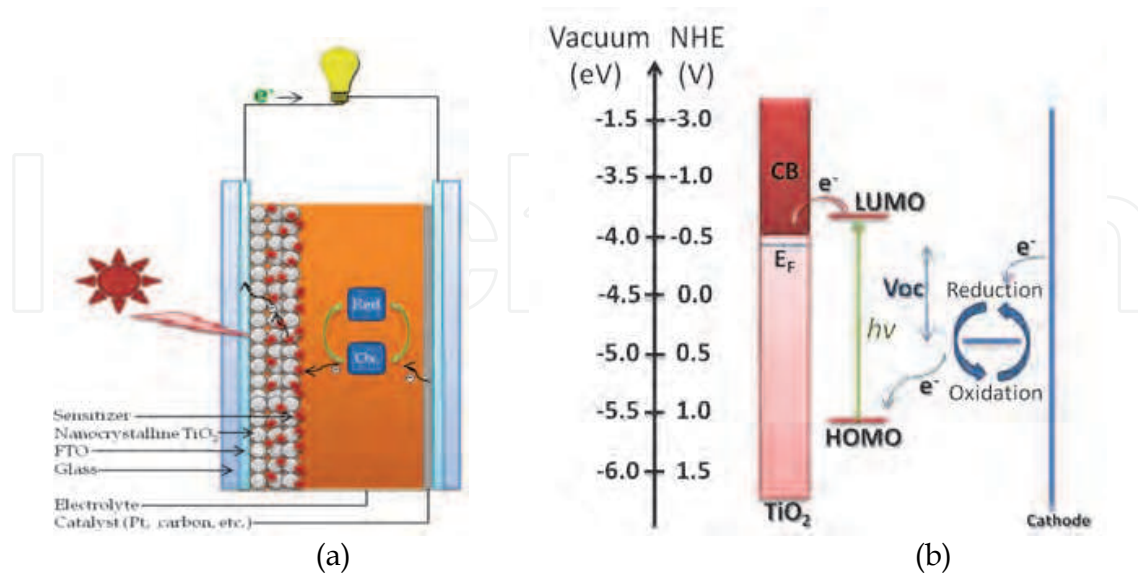 e⁻ →
Red
Ox.
e
e
Sensitizer
Nanocrystalline TiO₂
FTO
Glass
Electrolyte
Catalyst (Pt, carbon, etc.)
(a)
Vacuum NHE
(eV) (V)
-1.5 -3.0
-3.5 -1.0
-4.0 -0.5
-4.5 0.0
-5.0 0.5
-5.5 1.0
-6.0 1.5
CB
e⁻
LUMO
E_F
e⁻
Voc
Reduction
hv
e⁻
Oxidation
HOMO
TiO₂
Cathode
(b)